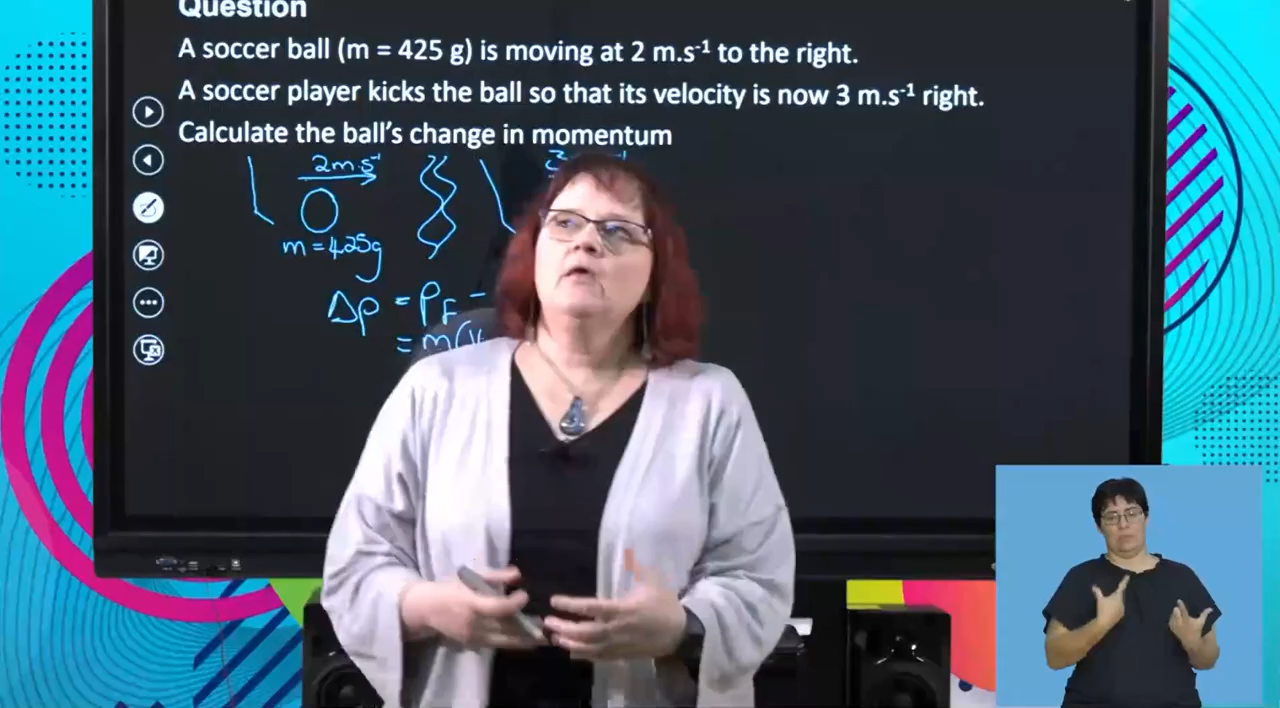 Question
A soccer ball (m = 425 g) is moving at 2 m.s⁻¹ to the right.
A soccer player kicks the ball so that its velocity is now 3 m.s⁻¹ right.
Calculate the ball's change in momentum
2m.s⁻¹
m = 425g
Δp = PF -
= m(v